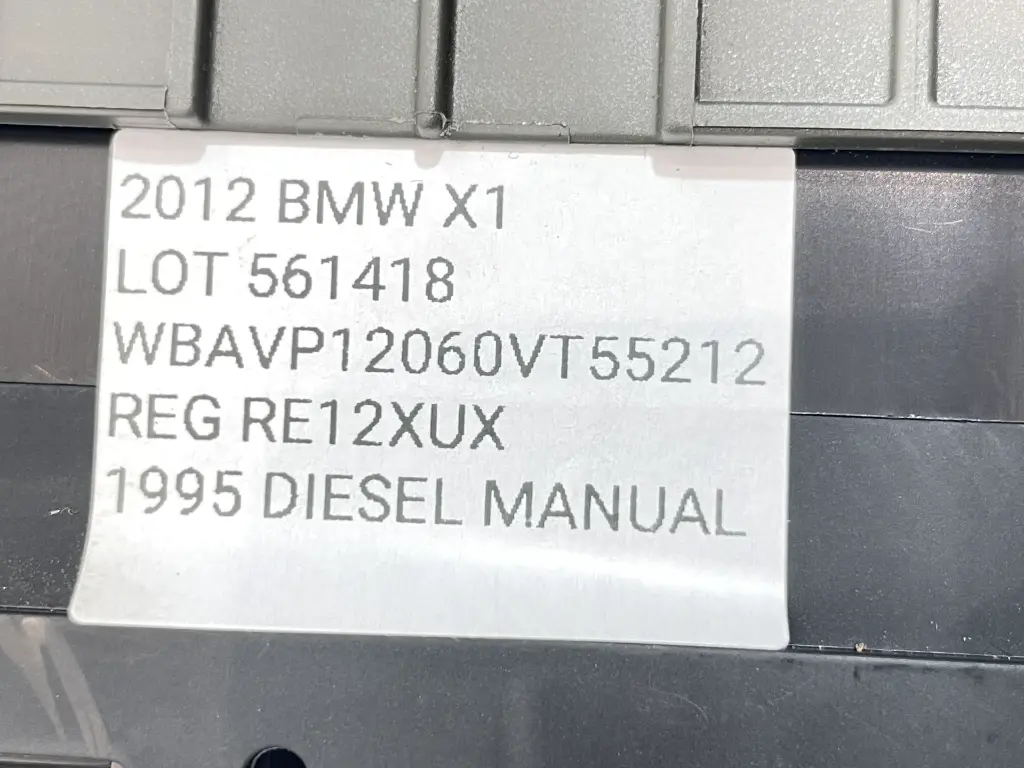 2012 BMW X1
LOT 561418
WBAVP12060VT55212
REG RE12XUX
1995 DIESEL MANUAL